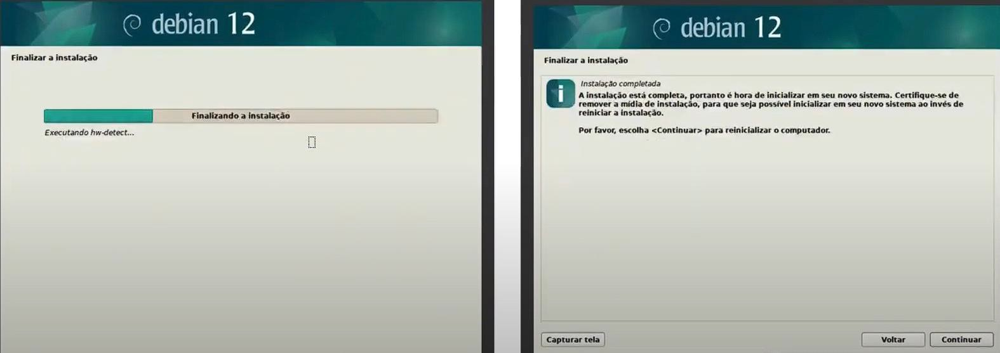 debian 12
Finalizar a instalação
Finalizando a instalação
Executando hw-detect...
debian 12
Finalizar a instalação
Instalação completada
A instalação está completa, portanto é hora de inicializar em seu novo sistema. Certifique-se de
remover a mídia de instalação, para que seja possível inicializar em seu novo sistema ao invés de
reiniciar a instalação.
Por favor, escolha <Continuar> para reinicializar o computador.
Capturar tela
Voltar
Continuar